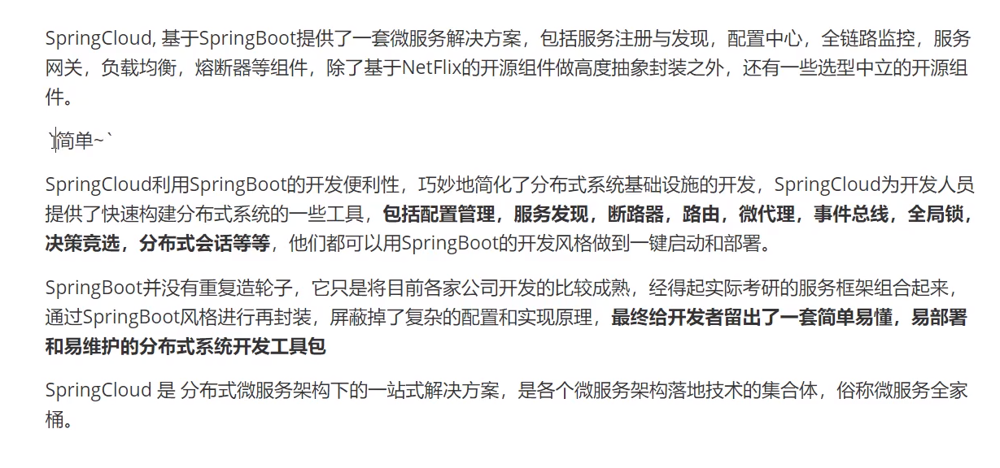 SpringCloud, 基于SpringBoot提供了一套微服务解决方案，包括服务注册与发现，配置中心，全链路监控，服务
网关，负载均衡，熔断器等组件，除了基于NetFlix的开源组件做高度抽象封装之外，还有一些选型中立的开源组
件。
`简单~`
SpringCloud利用SpringBoot的开发便利性，巧妙地简化了分布式系统基础设施的开发，SpringCloud为开发人员
提供了快速构建分布式系统的一些工具，包括配置管理，服务发现，断路器，路由，微代理，事件总线，全局锁，
决策竞选，分布式会话等等，他们都可以用SpringBoot的开发风格做到一键启动和部署。
SpringBoot并没有重复造轮子，它只是将目前各家公司开发的比较成熟，经得起实际考研的服务框架组合起来，
通过SpringBoot风格进行再封装，屏蔽掉了复杂的配置和实现原理，最终给开发者留出了一套简单易懂，易部署
和易维护的分布式系统开发工具包
SpringCloud 是 分布式微服务架构下的一站式解决方案，是各个微服务架构落地技术的集合体，俗称微服务全家
桶。